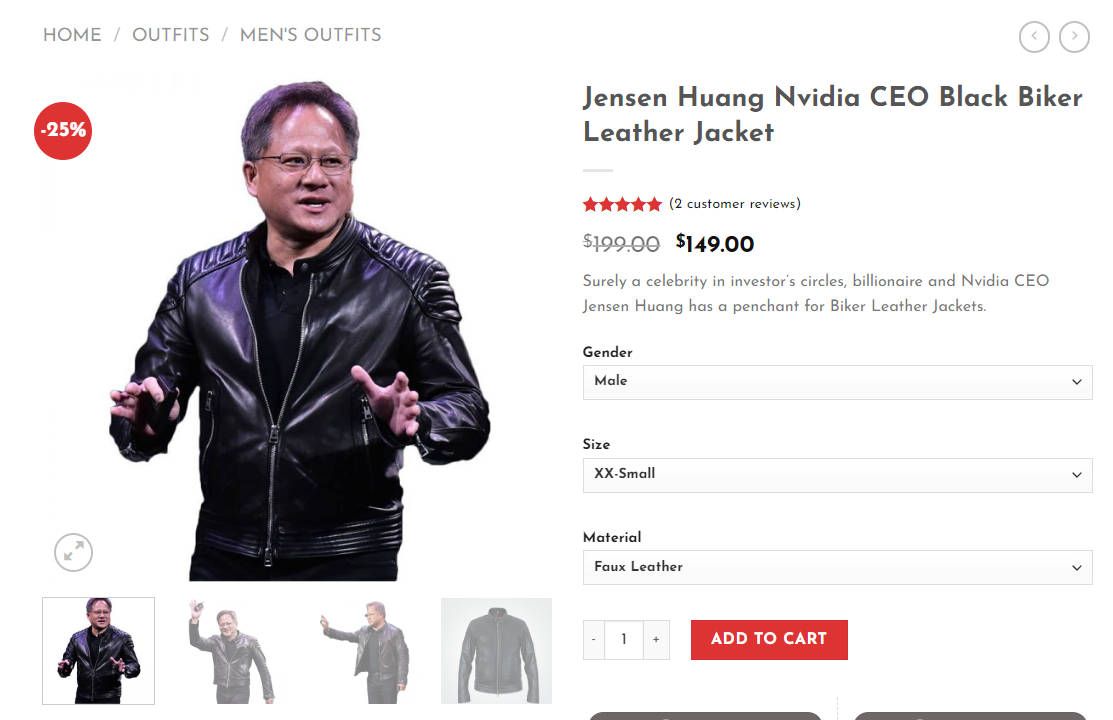 HOME / OUTFITS / MEN'S OUTFITS
-25%
Jensen Huang Nvidia CEO Black Biker
Leather Jacket
(2 customer reviews)
$199.00 $149.00
Surely a celebrity in investor's circles, billionaire and Nvidia CEO
Jensen Huang has a penchant for Biker Leather Jackets.
Gender
Male
Size
XX-Small
Material
Faux Leather
- 1 + ADD TO CART